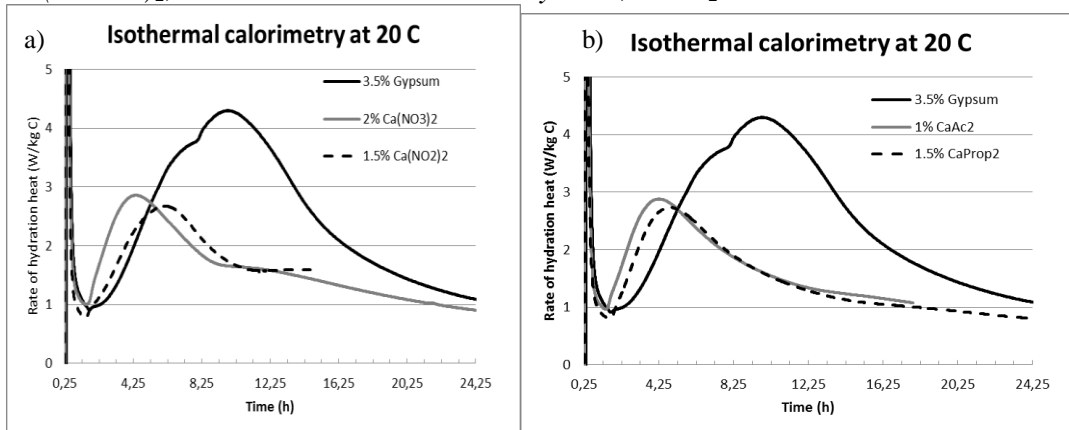 a)
Isothermal calorimetry at 20 C
Rate of hydration heat (W/kg C)
5
4
3
2
1
0
3.5% Gypsum
2% Ca(NO3)2
1.5% Ca(NO2)2
0,25 4,25 8,25 12,25 16,25 20,25 24,25
Time (h)
b)
Isothermal calorimetry at 20 C
Rate of hydration heat (W/kg C)
5
4
3
2
1
0
3.5% Gypsum
1% CaAc2
1.5% CaProp2
0,25 4,25 8,25 12,25 16,25 20,25 24,25
Time (h)